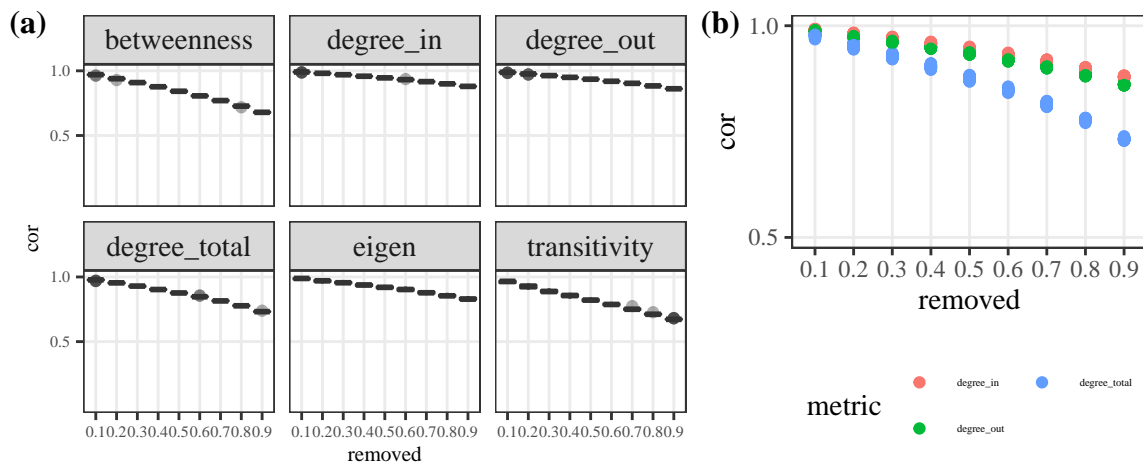 (a)
betweenness degree_in degree_out
1.0
0.5
degree_total eigen transitivity
1.0
0.5
cor
0.10.20.30.40.50.60.70.80.9 0.10.20.30.40.50.60.70.80.9 0.10.20.30.40.50.60.70.80.9
removed
(b)
1.0
0.5
cor
0.1 0.2 0.3 0.4 0.5 0.6 0.7 0.8 0.9
removed
metric
degree_in degree_total
degree_out